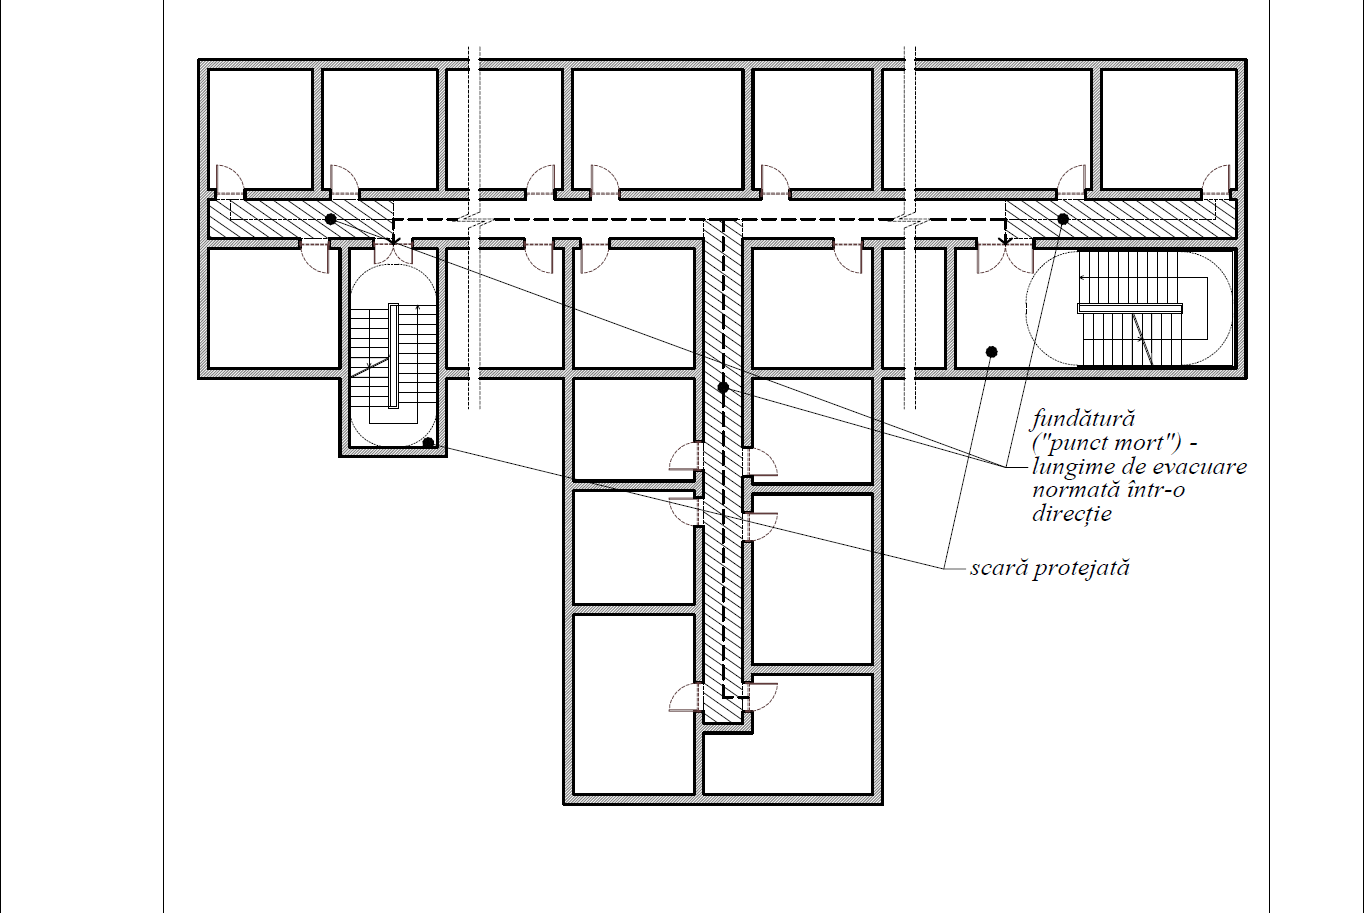 fundătură
("punct mort") -
lungime de evacuare
normată într-o
direcție
scară protejată